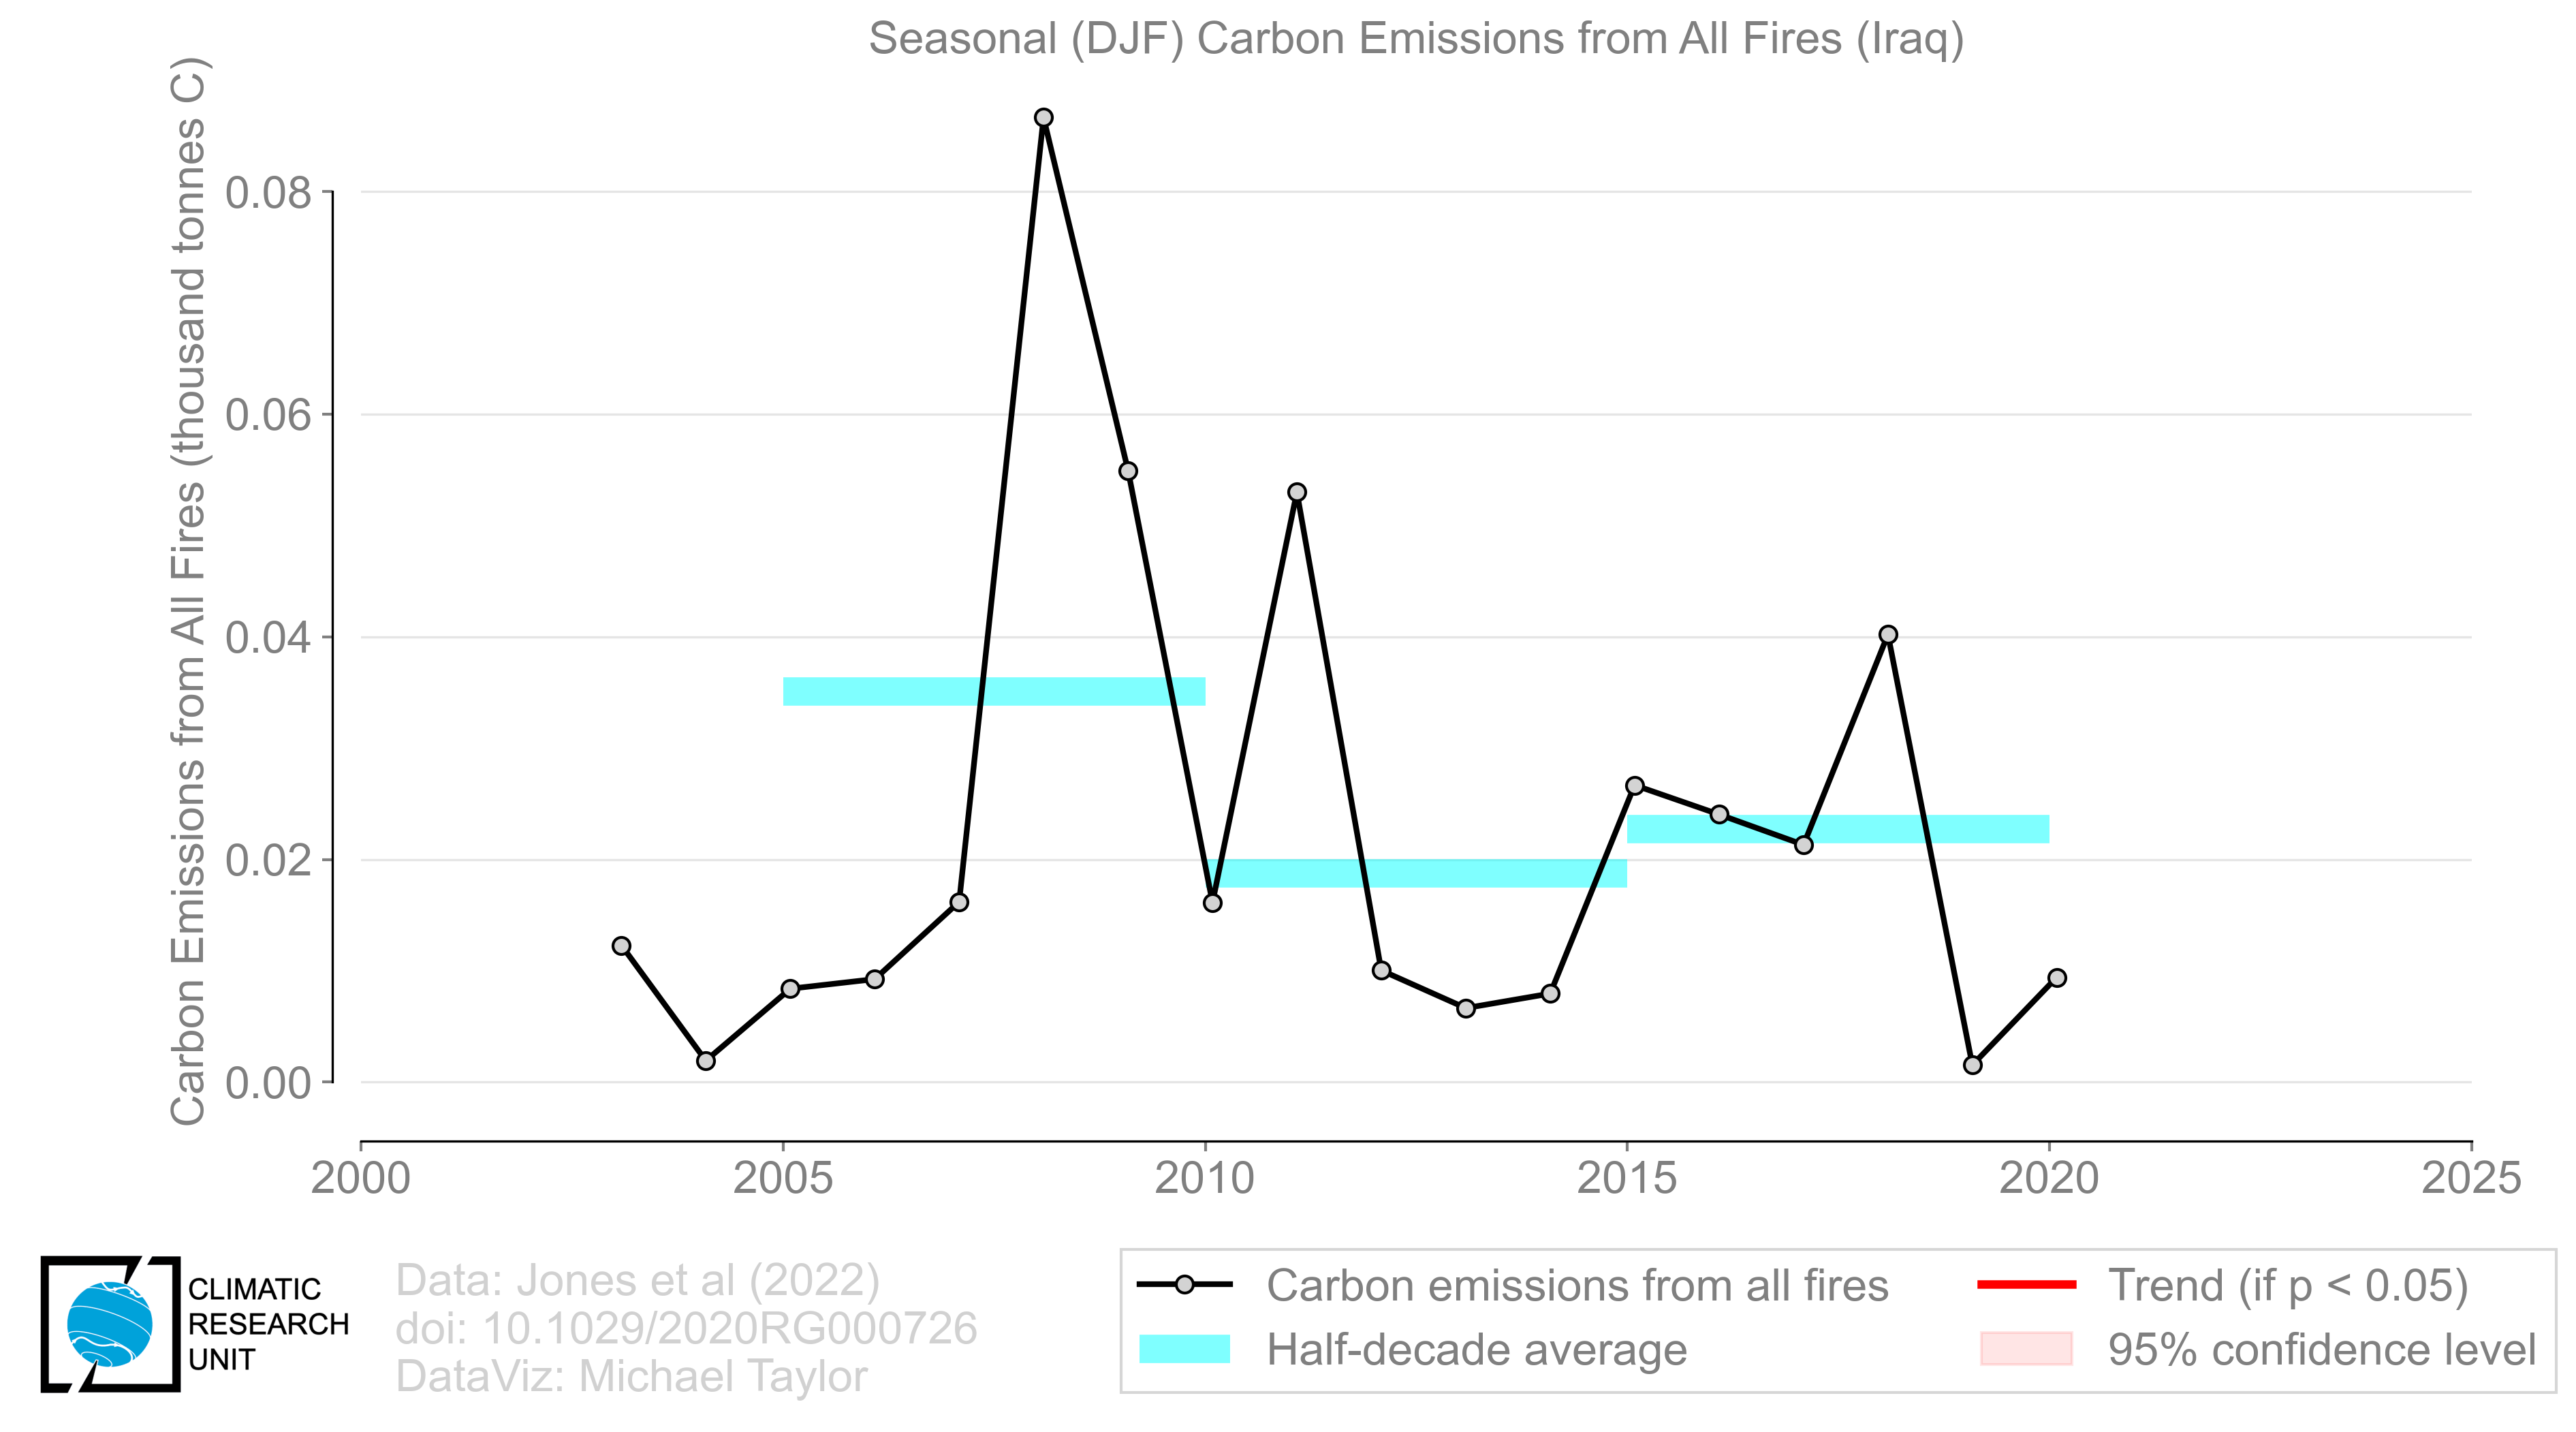 Seasonal (DJF) Carbon Emissions from All Fires (Iraq)
Carbon Emissions from All Fires (thousand tonnes C)
0.08
0.06
0.04
0.02
0.00
2000 2005 2010 2015 2020 2025
CLIMATIC
RESEARCH
UNIT
Data: Jones et al (2022)
doi: 10.1029/2020RG000726
DataViz: Michael Taylor
Carbon emissions from all fires
Half-decade average
Trend (if p < 0.05)
95% confidence level